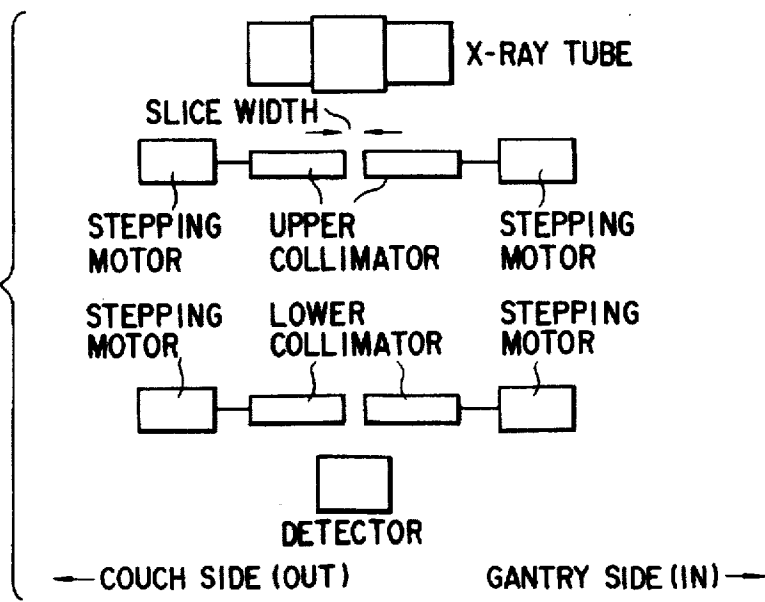 X-RAY TUBE
SLICE WIDTH
STEPPING MOTOR
UPPER COLLIMATOR
STEPPING MOTOR
STEPPING MOTOR
LOWER COLLIMATOR
STEPPING MOTOR
DETECTOR
COUCH SIDE (OUT)
GANTRY SIDE (IN)